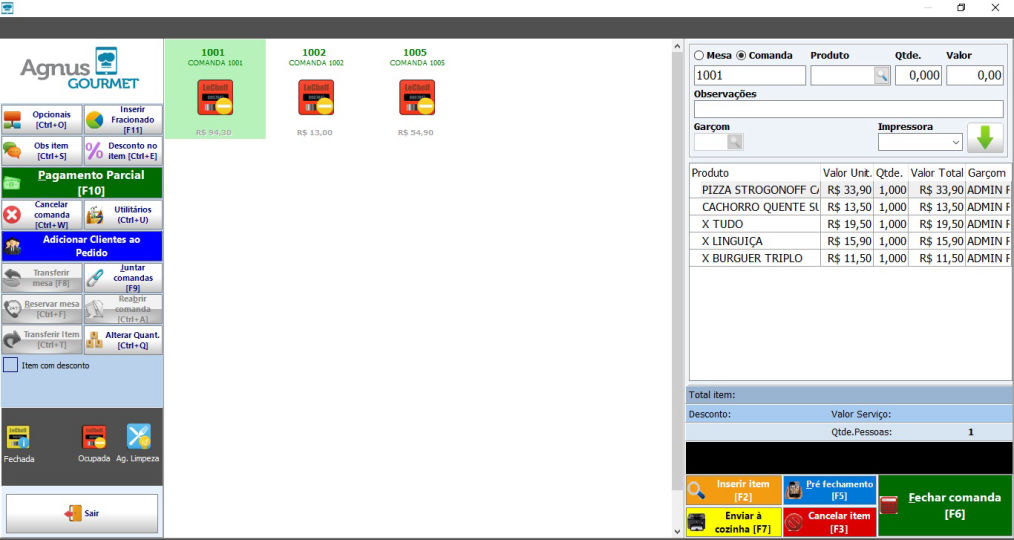 Agnus
GOURMET
Opcionais
[Ctrl+O]
Inserir
Fracionado
[F11]
Obs item
[Ctrl+S]
Desconto no
item [Ctrl+E]
Pagamento Parcial
[F10]
Cancelar
comanda
[Ctrl+W]
Utilitários
(Ctrl+U)
Adicionar Clientes ao
Pedido
Transferir
mesa [F8]
Juntar
comandas
[F9]
Reservar mesa
[Ctrl+F]
Reabrir
comanda
[Ctrl+A]
Transferir Item
[Ctrl+T]
Alterar Quant.
[Ctrl+Q]
Item com desconto
Fechada
Ocupada
Ag. Limpeza
Sair
1001
COMANDA 1001
LeCheff
R$ 94,30
1002
COMANDA 1002
LeCheff
R$ 13,00
1005
COMANDA 1005
LeCheff
R$ 54,90
Mesa Comanda Produto Qtde. Valor
1001 0,000 0,00
Observações
Garçom Impressora
Produto Valor Unit. Qtde. Valor Total Garçom
PIZZA STROGONOFF C/ R$ 33,90 1,000 R$ 33,90 ADMIN F
CACHORRO QUENTE SU R$ 13,50 1,000 R$ 13,50 ADMIN F
X TUDO R$ 19,50 1,000 R$ 19,50 ADMIN F
X LINGUIÇA R$ 15,90 1,000 R$ 15,90 ADMIN F
X BURGUER TRIPLO R$ 11,50 1,000 R$ 11,50 ADMIN F
Total item:
Desconto: Valor Serviço:
Qtde.Pessoas: 1
Inserir item
[F2]
Pré fechamento
[F5]
Enviar à
cozinha [F7]
Cancelar item
[F3]
Fechar comanda
[F6]